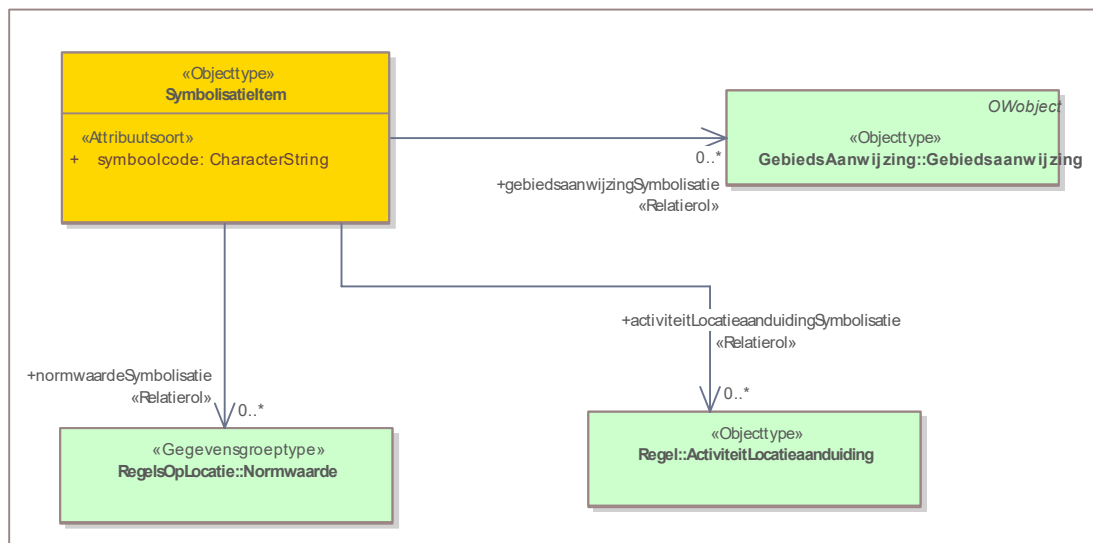 «Objecttype»
SymbolisatieItem
«Attribuutsoort»
+ symboolcode: CharacterString
OWobject
«Objecttype»
GebiedsAanwijzing::Gebiedsaanwijzing
0..*
+gebiedsaanwijzingSymbolisatie
«Relatierol»
+activiteitLocatieaanduidingSymbolisatie
«Relatierol»
+normwaardeSymbolisatie
«Relatierol»
0..*
0..*
«Gegevensgroeptype»
RegelsOpLocatie::Normwaarde
«Objecttype»
Regel::ActiviteitLocatieaanduiding